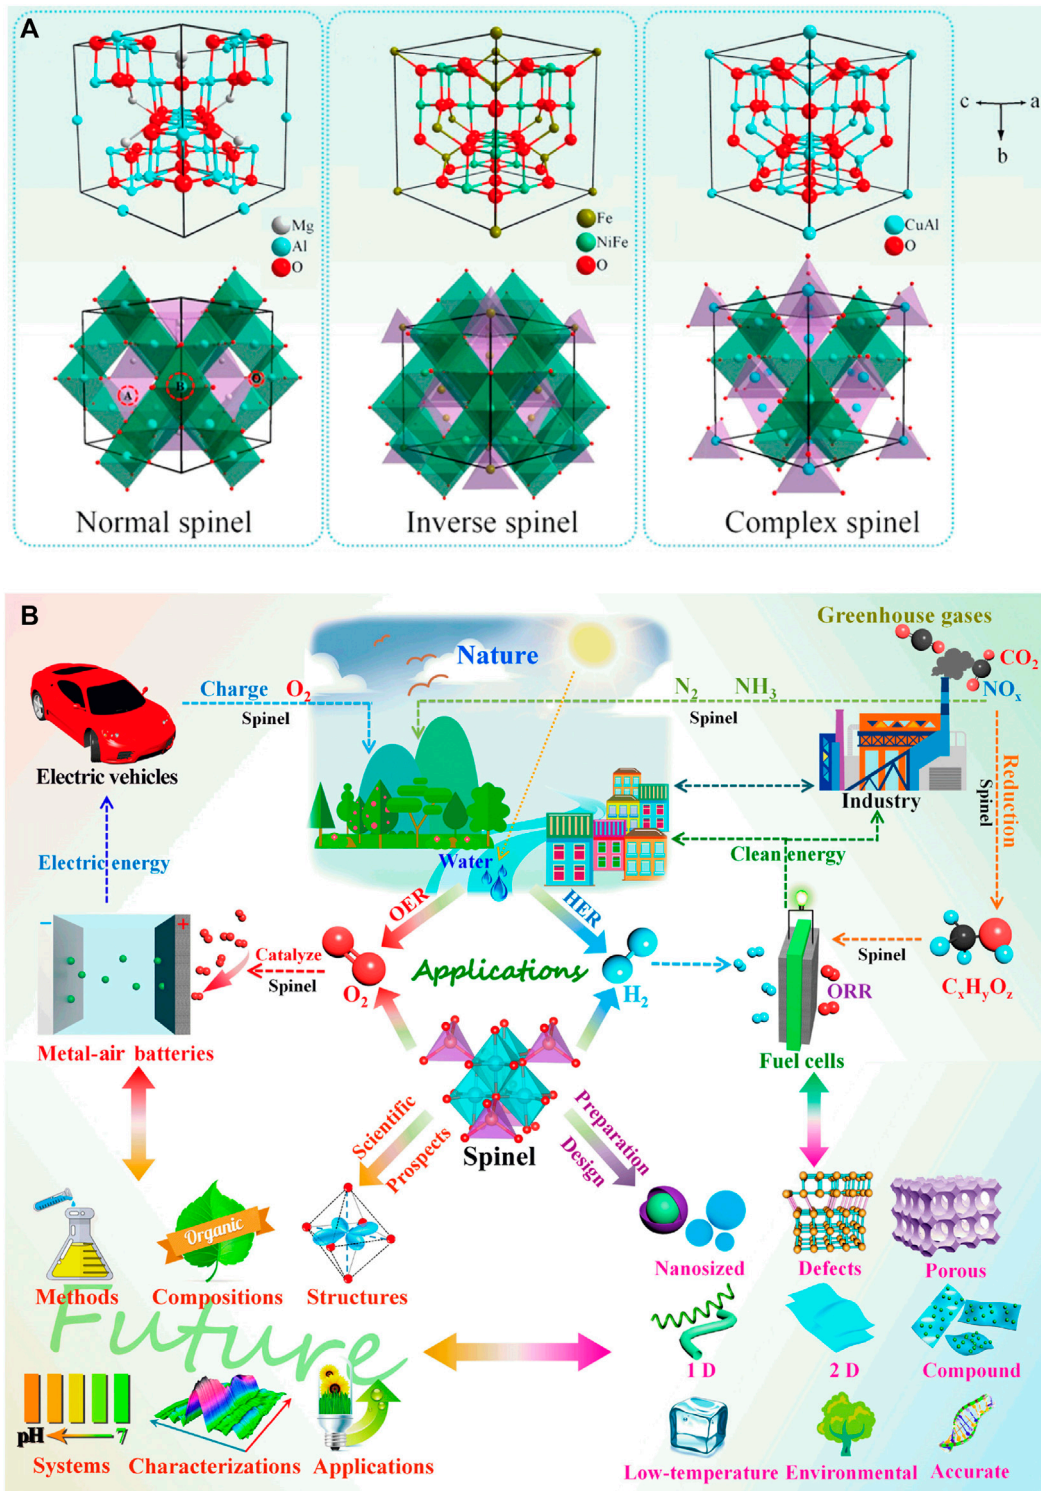 A
c a
b
Mg
Al
O
Fe
NiFe
O
CuAl
O
A B O
Normal spinel
Inverse spinel
Complex spinel
B
Greenhouse gases
CO2
NOx
Nature
Charge O2
Spinel
N2 NH3
Spinel
Electric vehicles
Industry
Reduction
Spinel
Electric energy
Water
Clean energy
OER
HER
− +
Catalyze
Spinel
O2
Applications
H2
ORR
Spinel
CxHyOz
Metal-air batteries
Fuel cells
Scientific
Prospects
Spinel
Preparation
Design
Organic
Methods
Compositions
Structures
Nanosized
Defects
Porous
Future
1 D
2 D
Compound
pH 7
Systems
Characterizations
Applications
Low-temperature
Environmental
Accurate